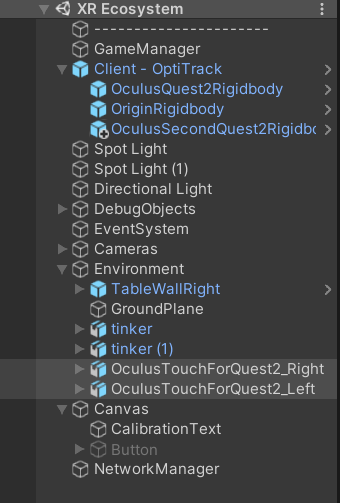 XR Ecosystem
-----------------------
GameManager
Client - OptiTrack
OculusQuest2Rigidbody
OriginRigidbody
OculusSecondQuest2Rigidbo
Spot Light
Spot Light (1)
Directional Light
DebugObjects
EventSystem
Cameras
Environment
TableWallRight
GroundPlane
tinker
tinker (1)
OculusTouchForQuest2_Right
OculusTouchForQuest2_Left
Canvas
CalibrationText
Button
NetworkManager